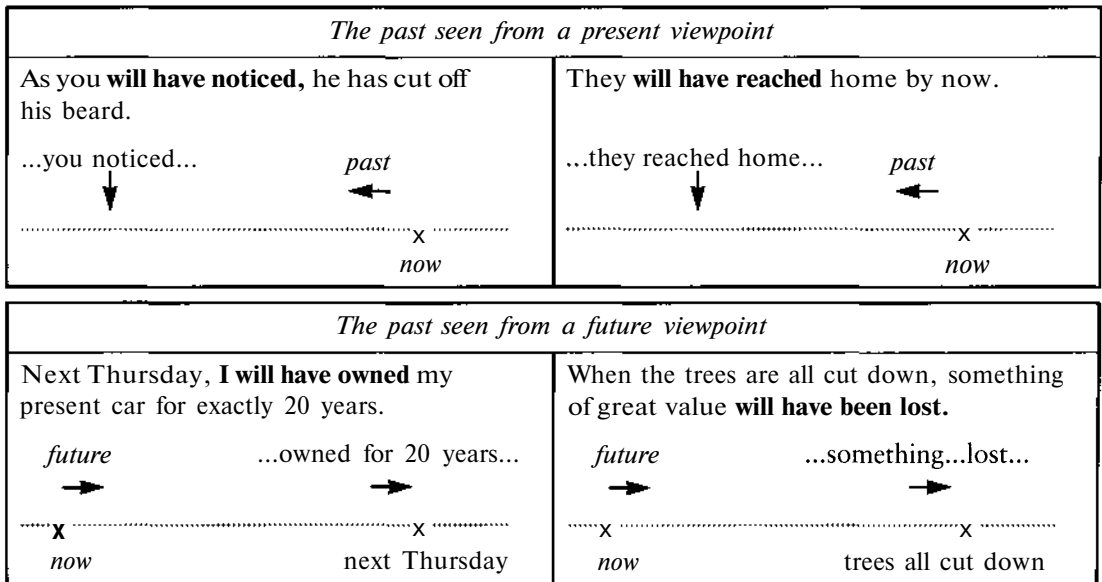 The past seen from a present viewpoint
As you will have noticed, he has cut off
his beard.
...you noticed...
past
x
now
They will have reached home by now.
...they reached home...
past
x
now
The past seen from a future viewpoint
Next Thursday, I will have owned my
present car for exactly 20 years.
future
...owned for 20 years...
x
x
now
next Thursday
When the trees are all cut down, something
of great value will have been lost.
future
...something...lost...
x
x
now
trees all cut down